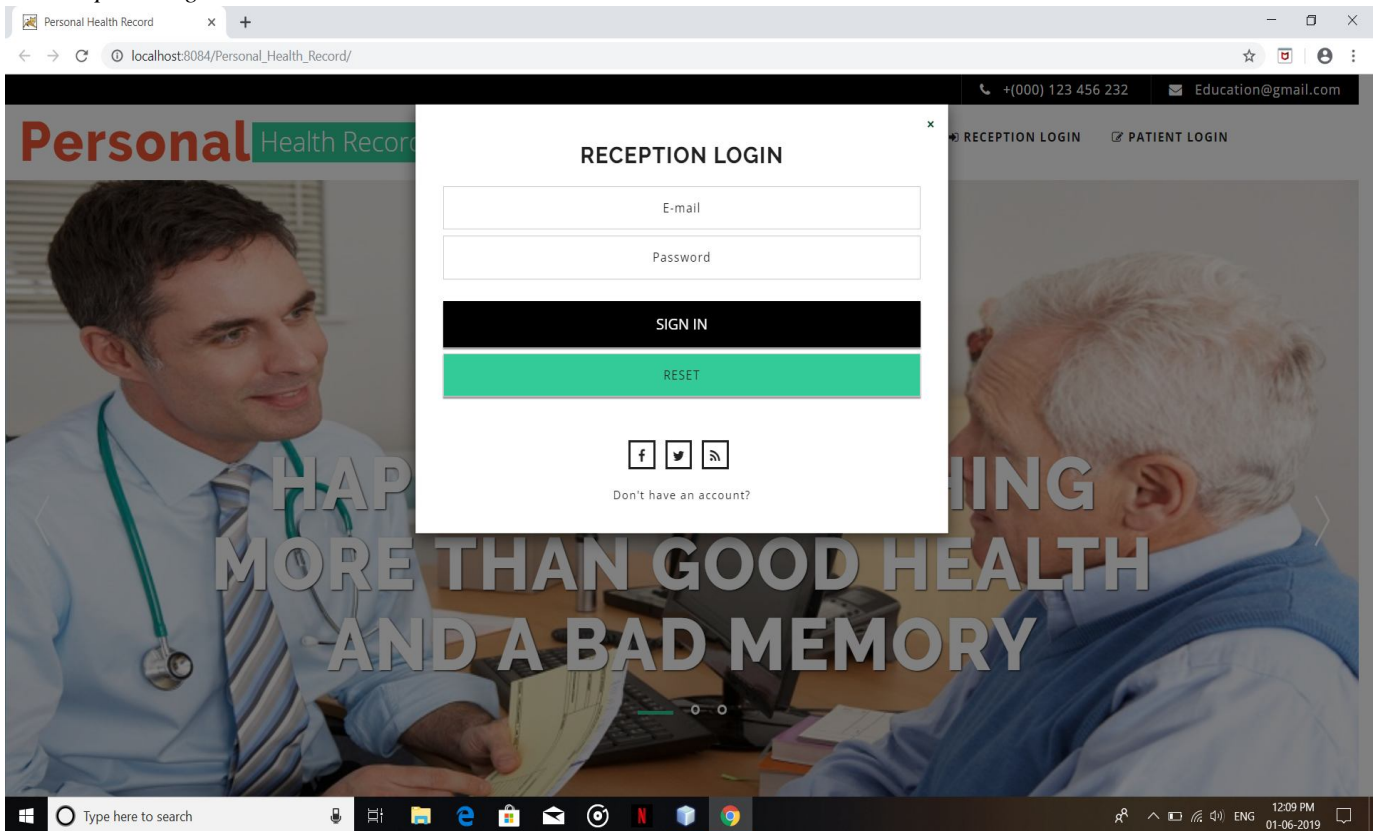 Personal Health Record
localhost:8084/Personal_Health_Record/
+(000) 123 456 232 Education@gmail.com
Personal Health Record
RECEPTION LOGIN PATIENT LOGIN
x
RECEPTION LOGIN
E-mail
Password
SIGN IN
RESET
Don't have an account?
HAP ING
MORE THAN GOOD HEALTH
AND A BAD MEMORY
Type here to search
ENG
12:09 PM
01-06-2019